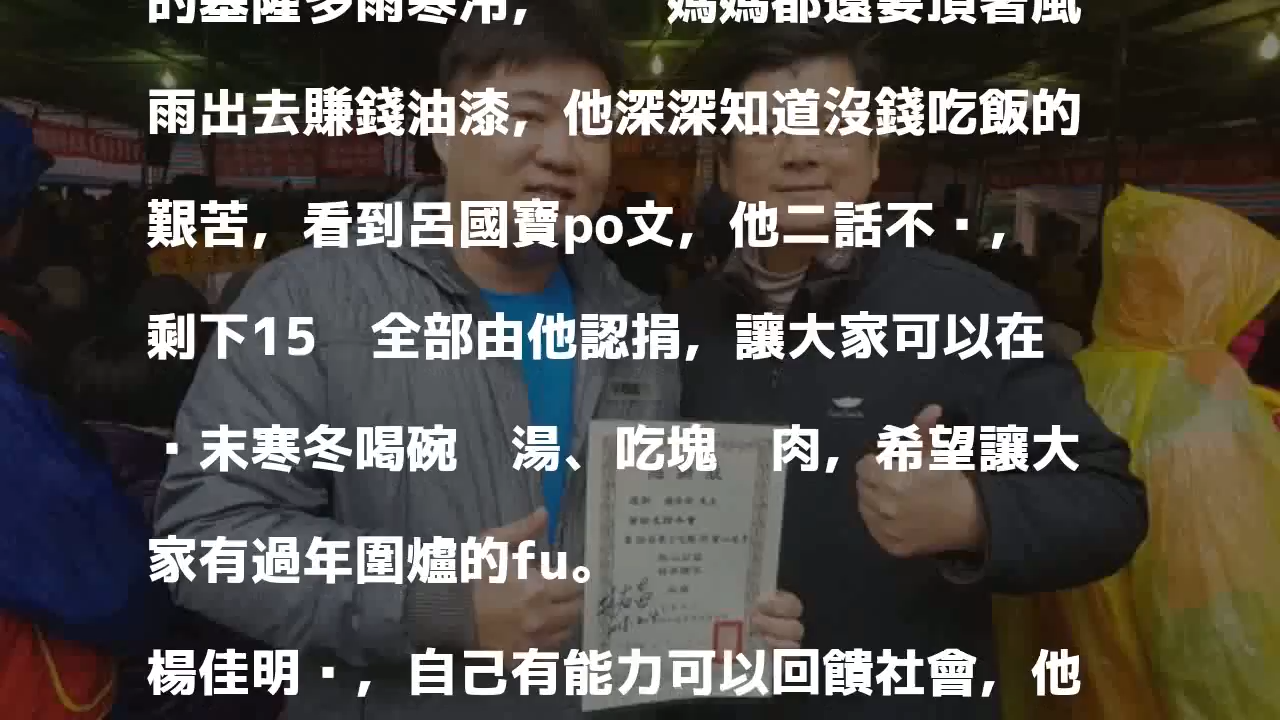 的基隆多雨寒冷, 媽媽都還要頂著風
雨出去賺錢油漆, 他深深知道沒錢吃飯的
艱苦, 看到呂國寶po文, 他二話不·,
剩下15 全部由他認捐, 讓大家可以在
·末寒冬喝碗 湯、吃塊 肉, 希望讓大
家有過年圍爐的fu。
楊佳明·, 自己有能力可以回饋社會, 他